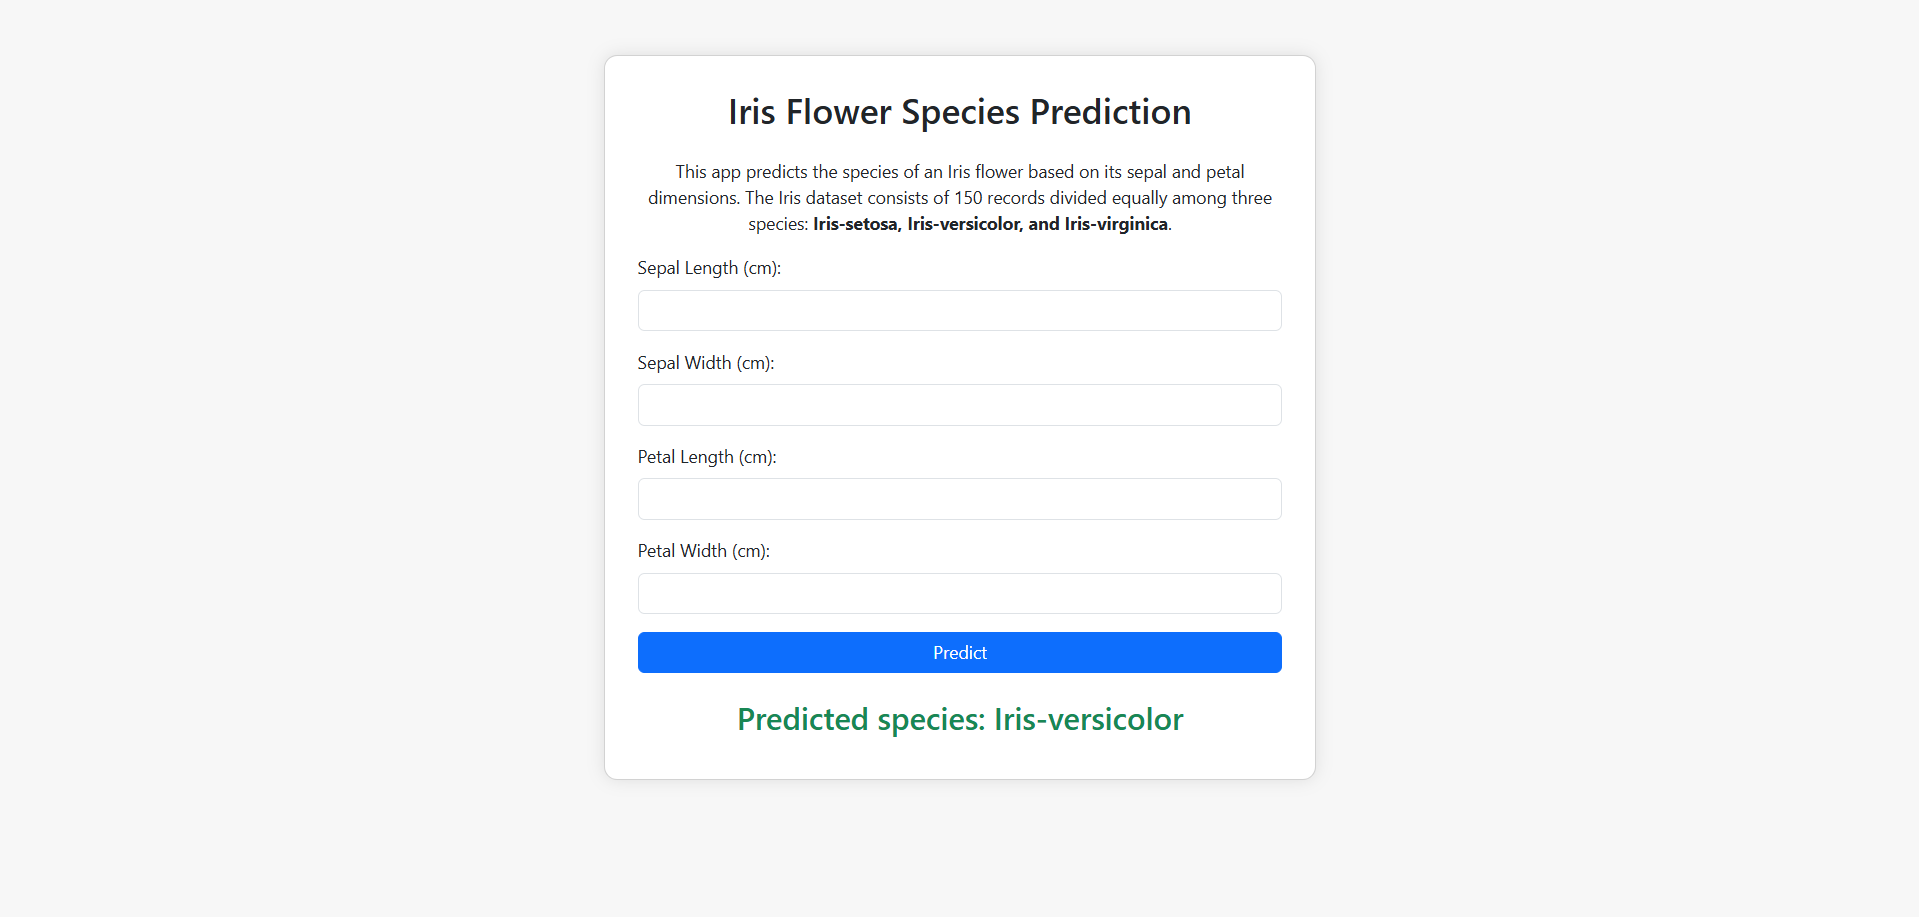 Iris Flower Species Prediction
This app predicts the species of an Iris flower based on its sepal and petal
dimensions. The Iris dataset consists of 150 records divided equally among three
species: Iris-setosa, Iris-versicolor, and Iris-virginica.
Sepal Length (cm):
Sepal Width (cm):
Petal Length (cm):
Petal Width (cm):
Predict
Predicted species: Iris-versicolor